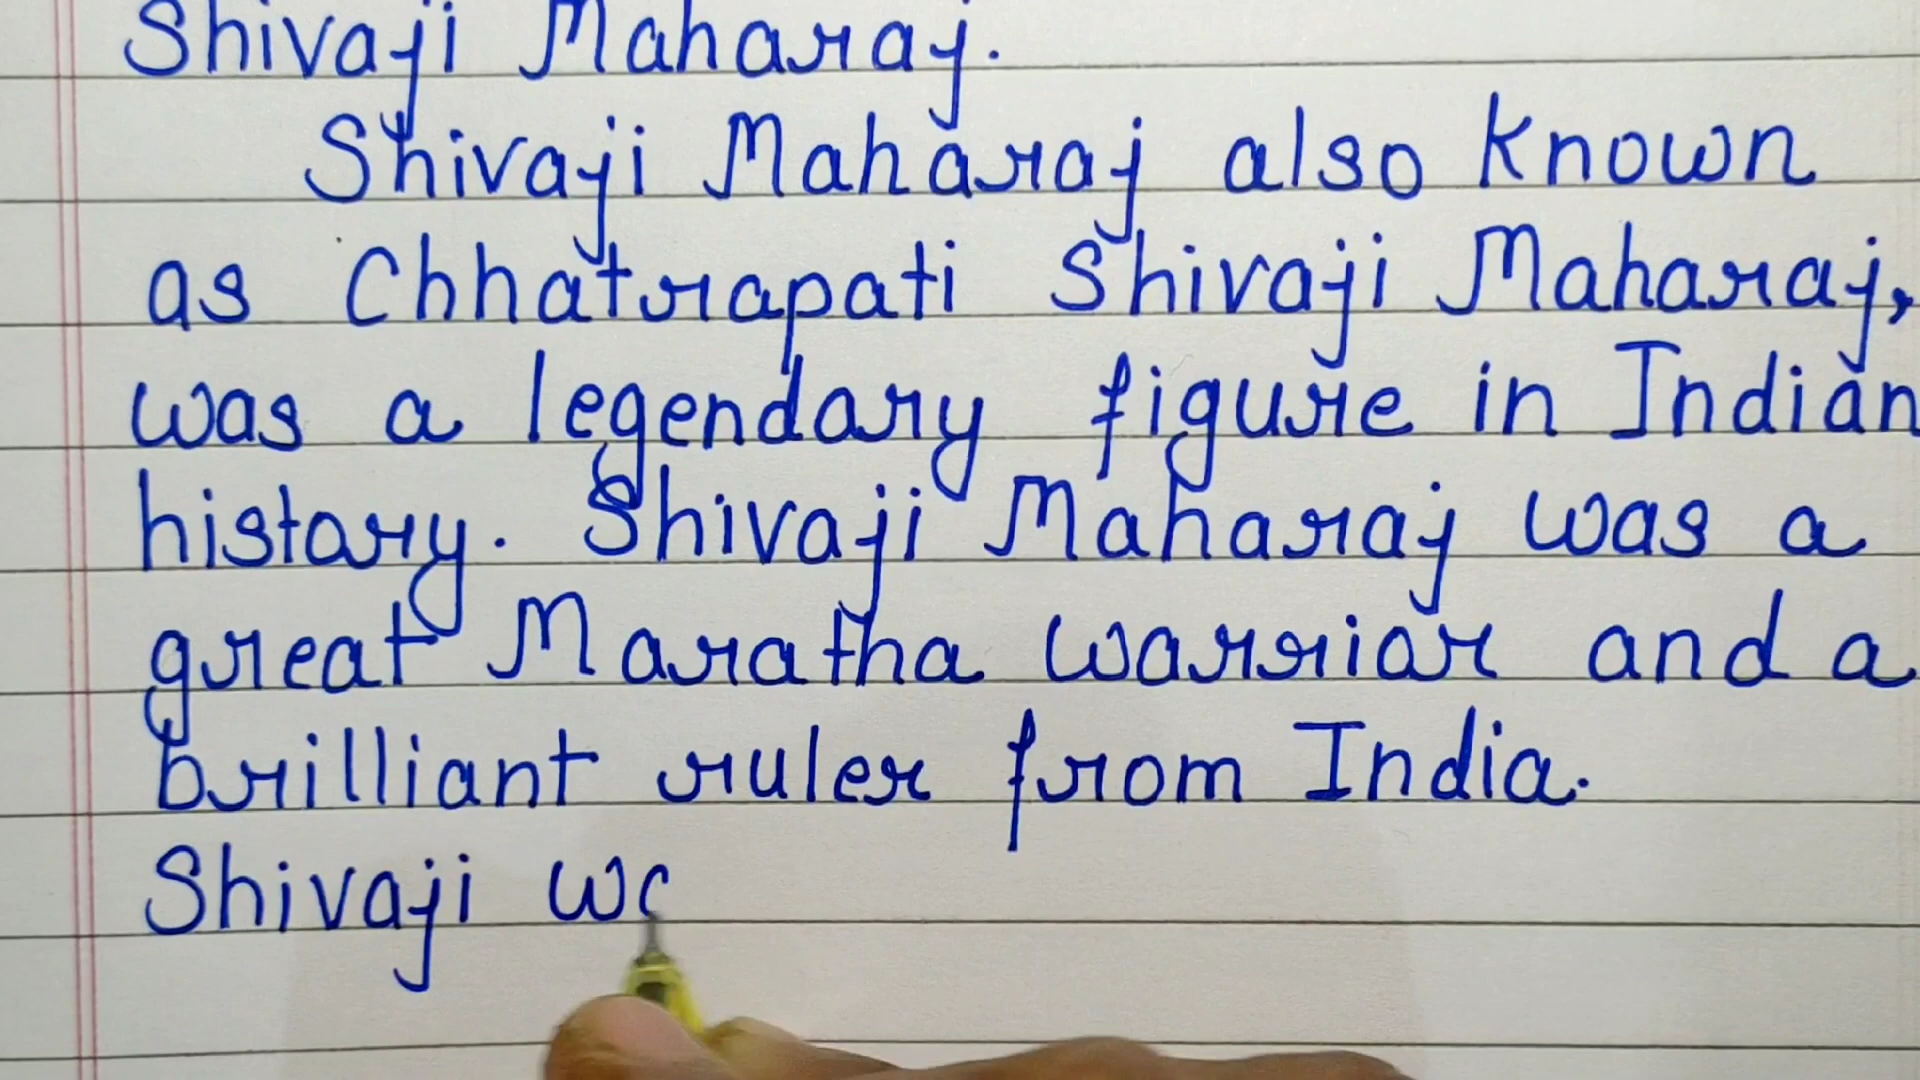 Shivaji Maharaj.
Shivaji Maharaj also known
as Chhatrapati Shivaji Maharaj,
was a legendary figure in Indian
history. Shivaji Maharaj was a
great Maratha warrior and a
brilliant ruler from India.
Shivaji